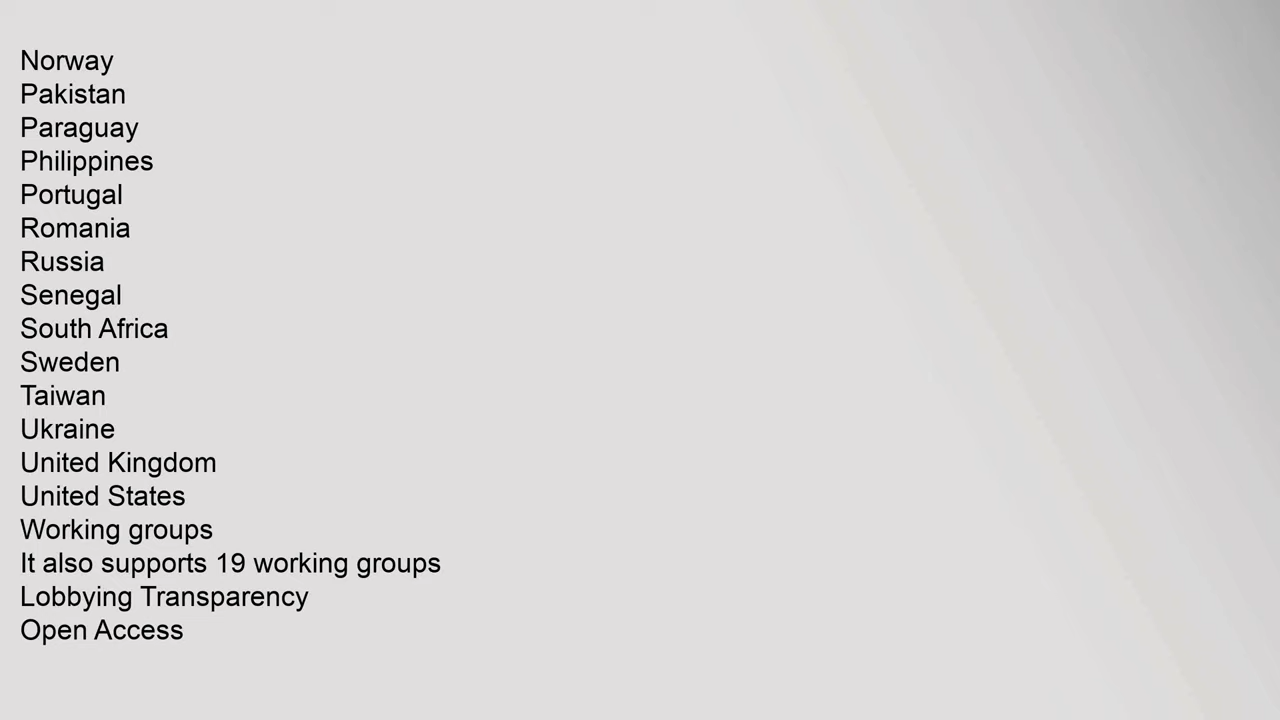 Norway
Pakistan
Paraguay
Philippines
Portugal
Romania
Russia
Senegal
South Africa
Sweden
Taiwan
Ukraine
United Kingdom
United States
Working groups
It also supports 19 working groups
Lobbying Transparency
Open Access